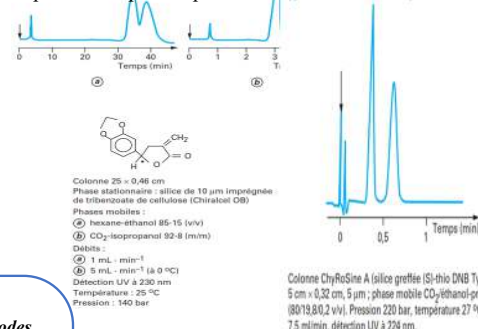 0 10 20 30 40
Temps (min)
a
0 1 2 3
b
O
O
CH2
O
O
H
*
Colonne 25 × 0,46 cm
Phase stationnaire : silice de 10 µm imprégnée
de tribenzoate de cellulose (Chiralcel OB)
Phases mobiles :
a hexane-éthanol 85-15 (v/v)
b CO2-isopropanol 92-8 (m/m)
Débits :
a 1 mL · min–1
b 5 mL · min–1 (à 0 °C)
Détection UV à 230 nm
Température : 25 °C
Pression : 140 bar
0 0,5 1
Temps (min)
Colonne ChyRoSine A (silice greffée (S)-thio DNB Ty
5 cm × 0,32 cm, 5 µm ; phase mobile CO2/éthanol-pr
(80/19,8/0,2 v/v). Pression 220 bar, température 27 °
7,5 ml/min, détection UV à 224 nm.
odes